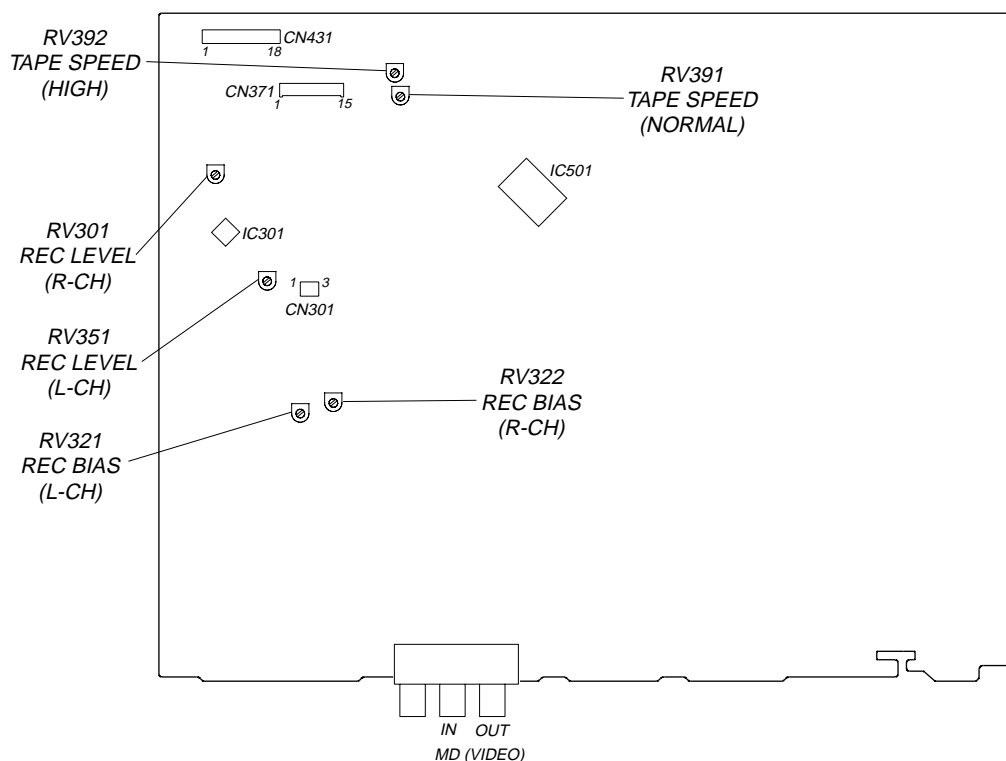 RV392
TAPE SPEED
(HIGH)
CN431
1 18
CN371
1 15
RV391
TAPE SPEED
(NORMAL)
IC501
RV301
REC LEVEL
(R-CH)
IC301
1 3
CN301
RV351
REC LEVEL
(L-CH)
RV322
REC BIAS
(R-CH)
RV321
REC BIAS
(L-CH)
IN OUT
MD (VIDEO)